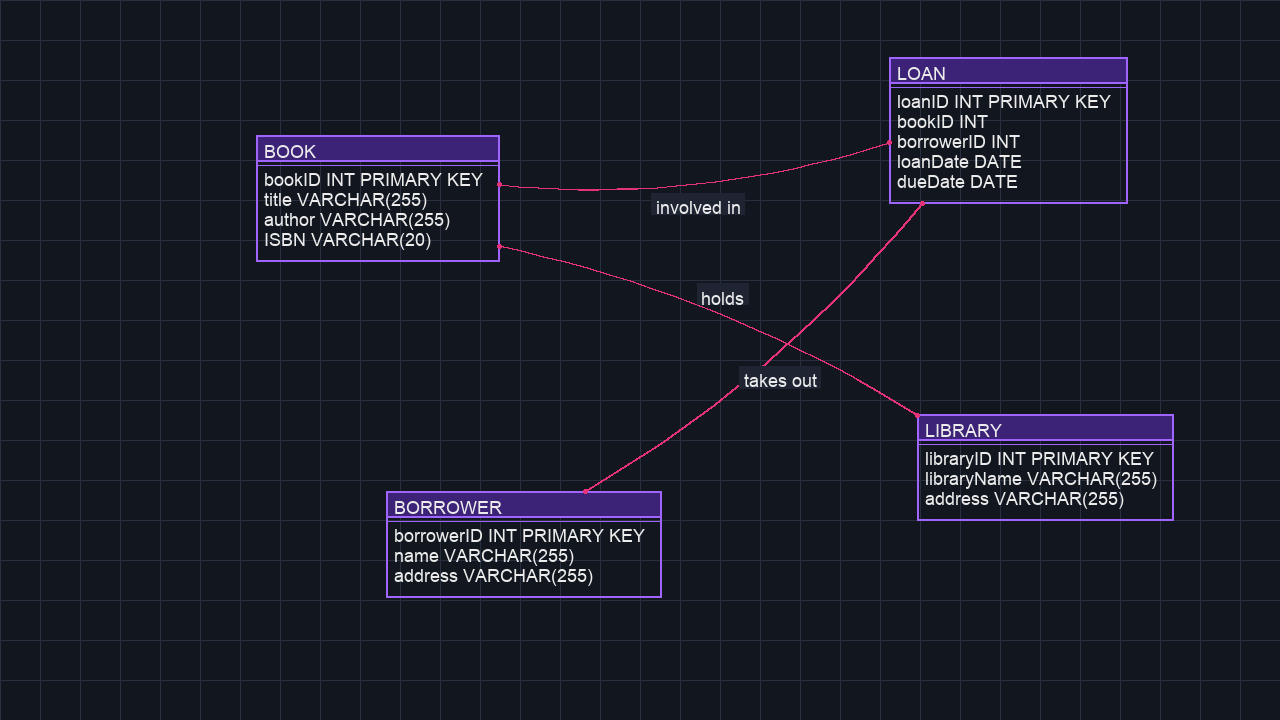 LOAN
loanID INT PRIMARY KEY
bookID INT
borrowerID INT
loanDate DATE
dueDate DATE
BOOK
bookID INT PRIMARY KEY
title VARCHAR(255)
author VARCHAR(255)
ISBN VARCHAR(20)
involved in
holds
takes out
LIBRARY
libraryID INT PRIMARY KEY
libraryName VARCHAR(255)
address VARCHAR(255)
BORROWER
borrowerID INT PRIMARY KEY
name VARCHAR(255)
address VARCHAR(255)